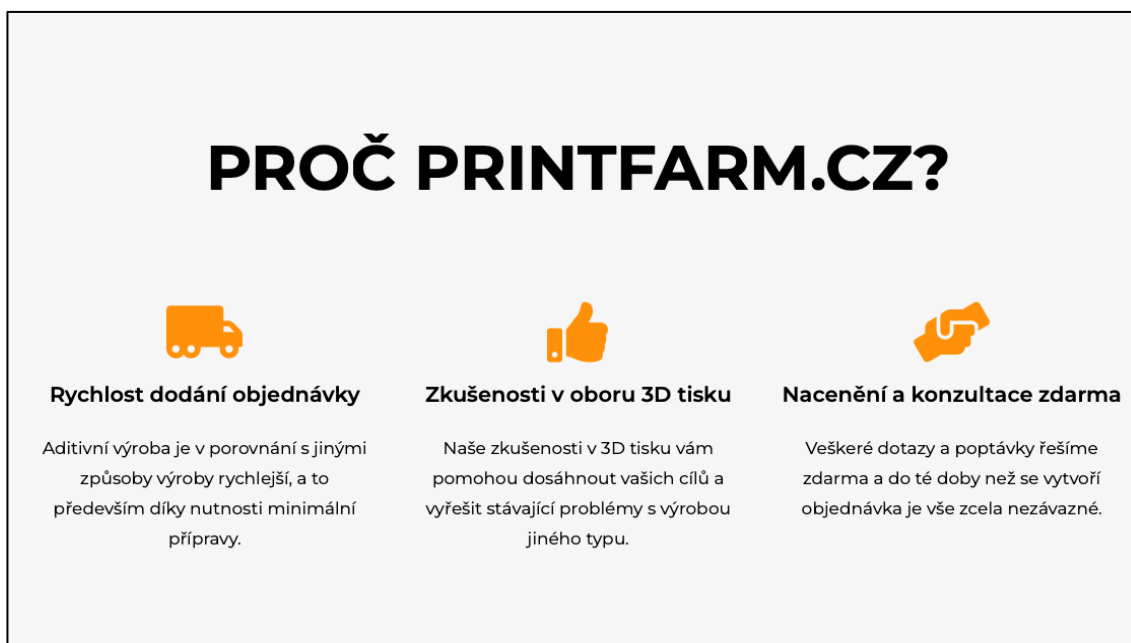 PROČ PRINTFARM.CZ?
Rychlost dodání objednávky
Aditivní výroba je v porovnání s jinými
způsoby výroby rychlejší, a to
především díky nutnosti minimální
přípravy.
Zkušenosti v oboru 3D tisku
Naše zkušenosti v 3D tisku vám
pomohou dosáhnout vašich cílů a
vyřešit stávající problémy s výrobou
jiného typu.
Nacenění a konzultace zdarma
Veškeré dotazy a poptávky řešíme
zdarma a do té doby než se vytvoří
objednávka je vše zcela nezávazné.